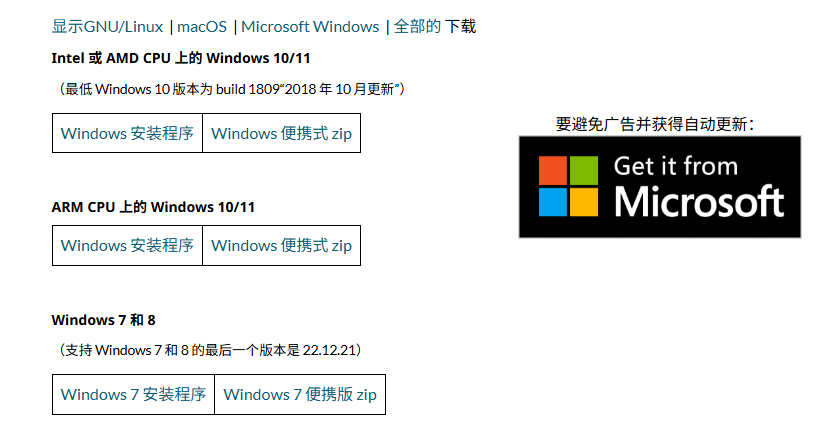 显示GNU/Linux | macOS | Microsoft Windows | 全部的 下载
Intel 或 AMD CPU 上的 Windows 10/11
（最低 Windows 10 版本为 build 1809“2018 年 10 月更新”）
Windows 安装程序 Windows 便携式 zip
要避免广告并获得自动更新：
Get it from
Microsoft
ARM CPU 上的 Windows 10/11
Windows 安装程序 Windows 便携式 zip
Windows 7 和 8
（支持 Windows 7 和 8 的最后一个版本是 22.12.21）
Windows 7 安装程序 Windows 7 便携版 zip